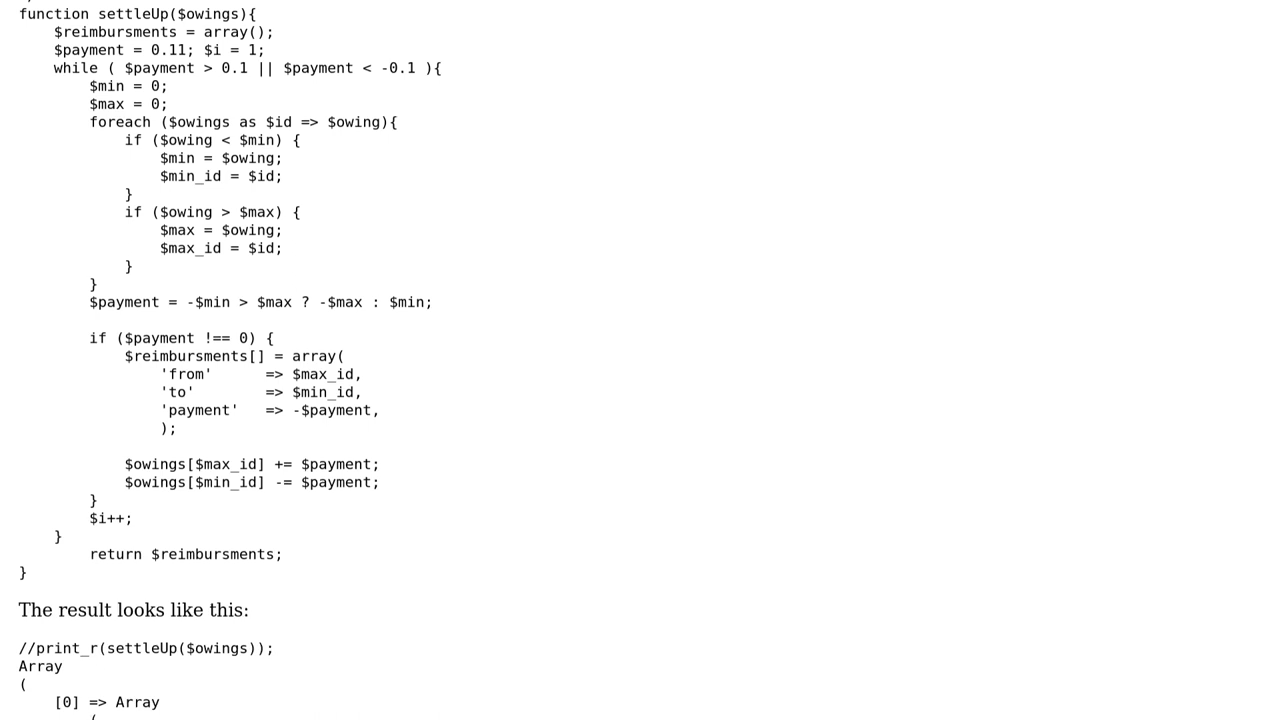 function settleUp($owings){
    $reimbursments = array();
    $payment = 0.11; $i = 1;
    while ( $payment > 0.1 || $payment < -0.1 ){
        $min = 0;
        $max = 0;
        foreach ($owings as $id => $owing){
            if ($owing < $min) {
                $min = $owing;
                $min_id = $id;
            }
            if ($owing > $max) {
                $max = $owing;
                $max_id = $id;
            }
        }
        $payment = -$min > $max ? -$max : $min;

        if ($payment !== 0) {
            $reimbursments[] = array(
                'from'      => $max_id,
                'to'        => $min_id,
                'payment'   => -$payment,
                );

            $owings[$max_id] += $payment;
            $owings[$min_id] -= $payment;
        }
        $i++;
    }
        return $reimbursments;
}
The result looks like this:
//print_r(settleUp($owings));
Array
(
    [0] => Array
        (